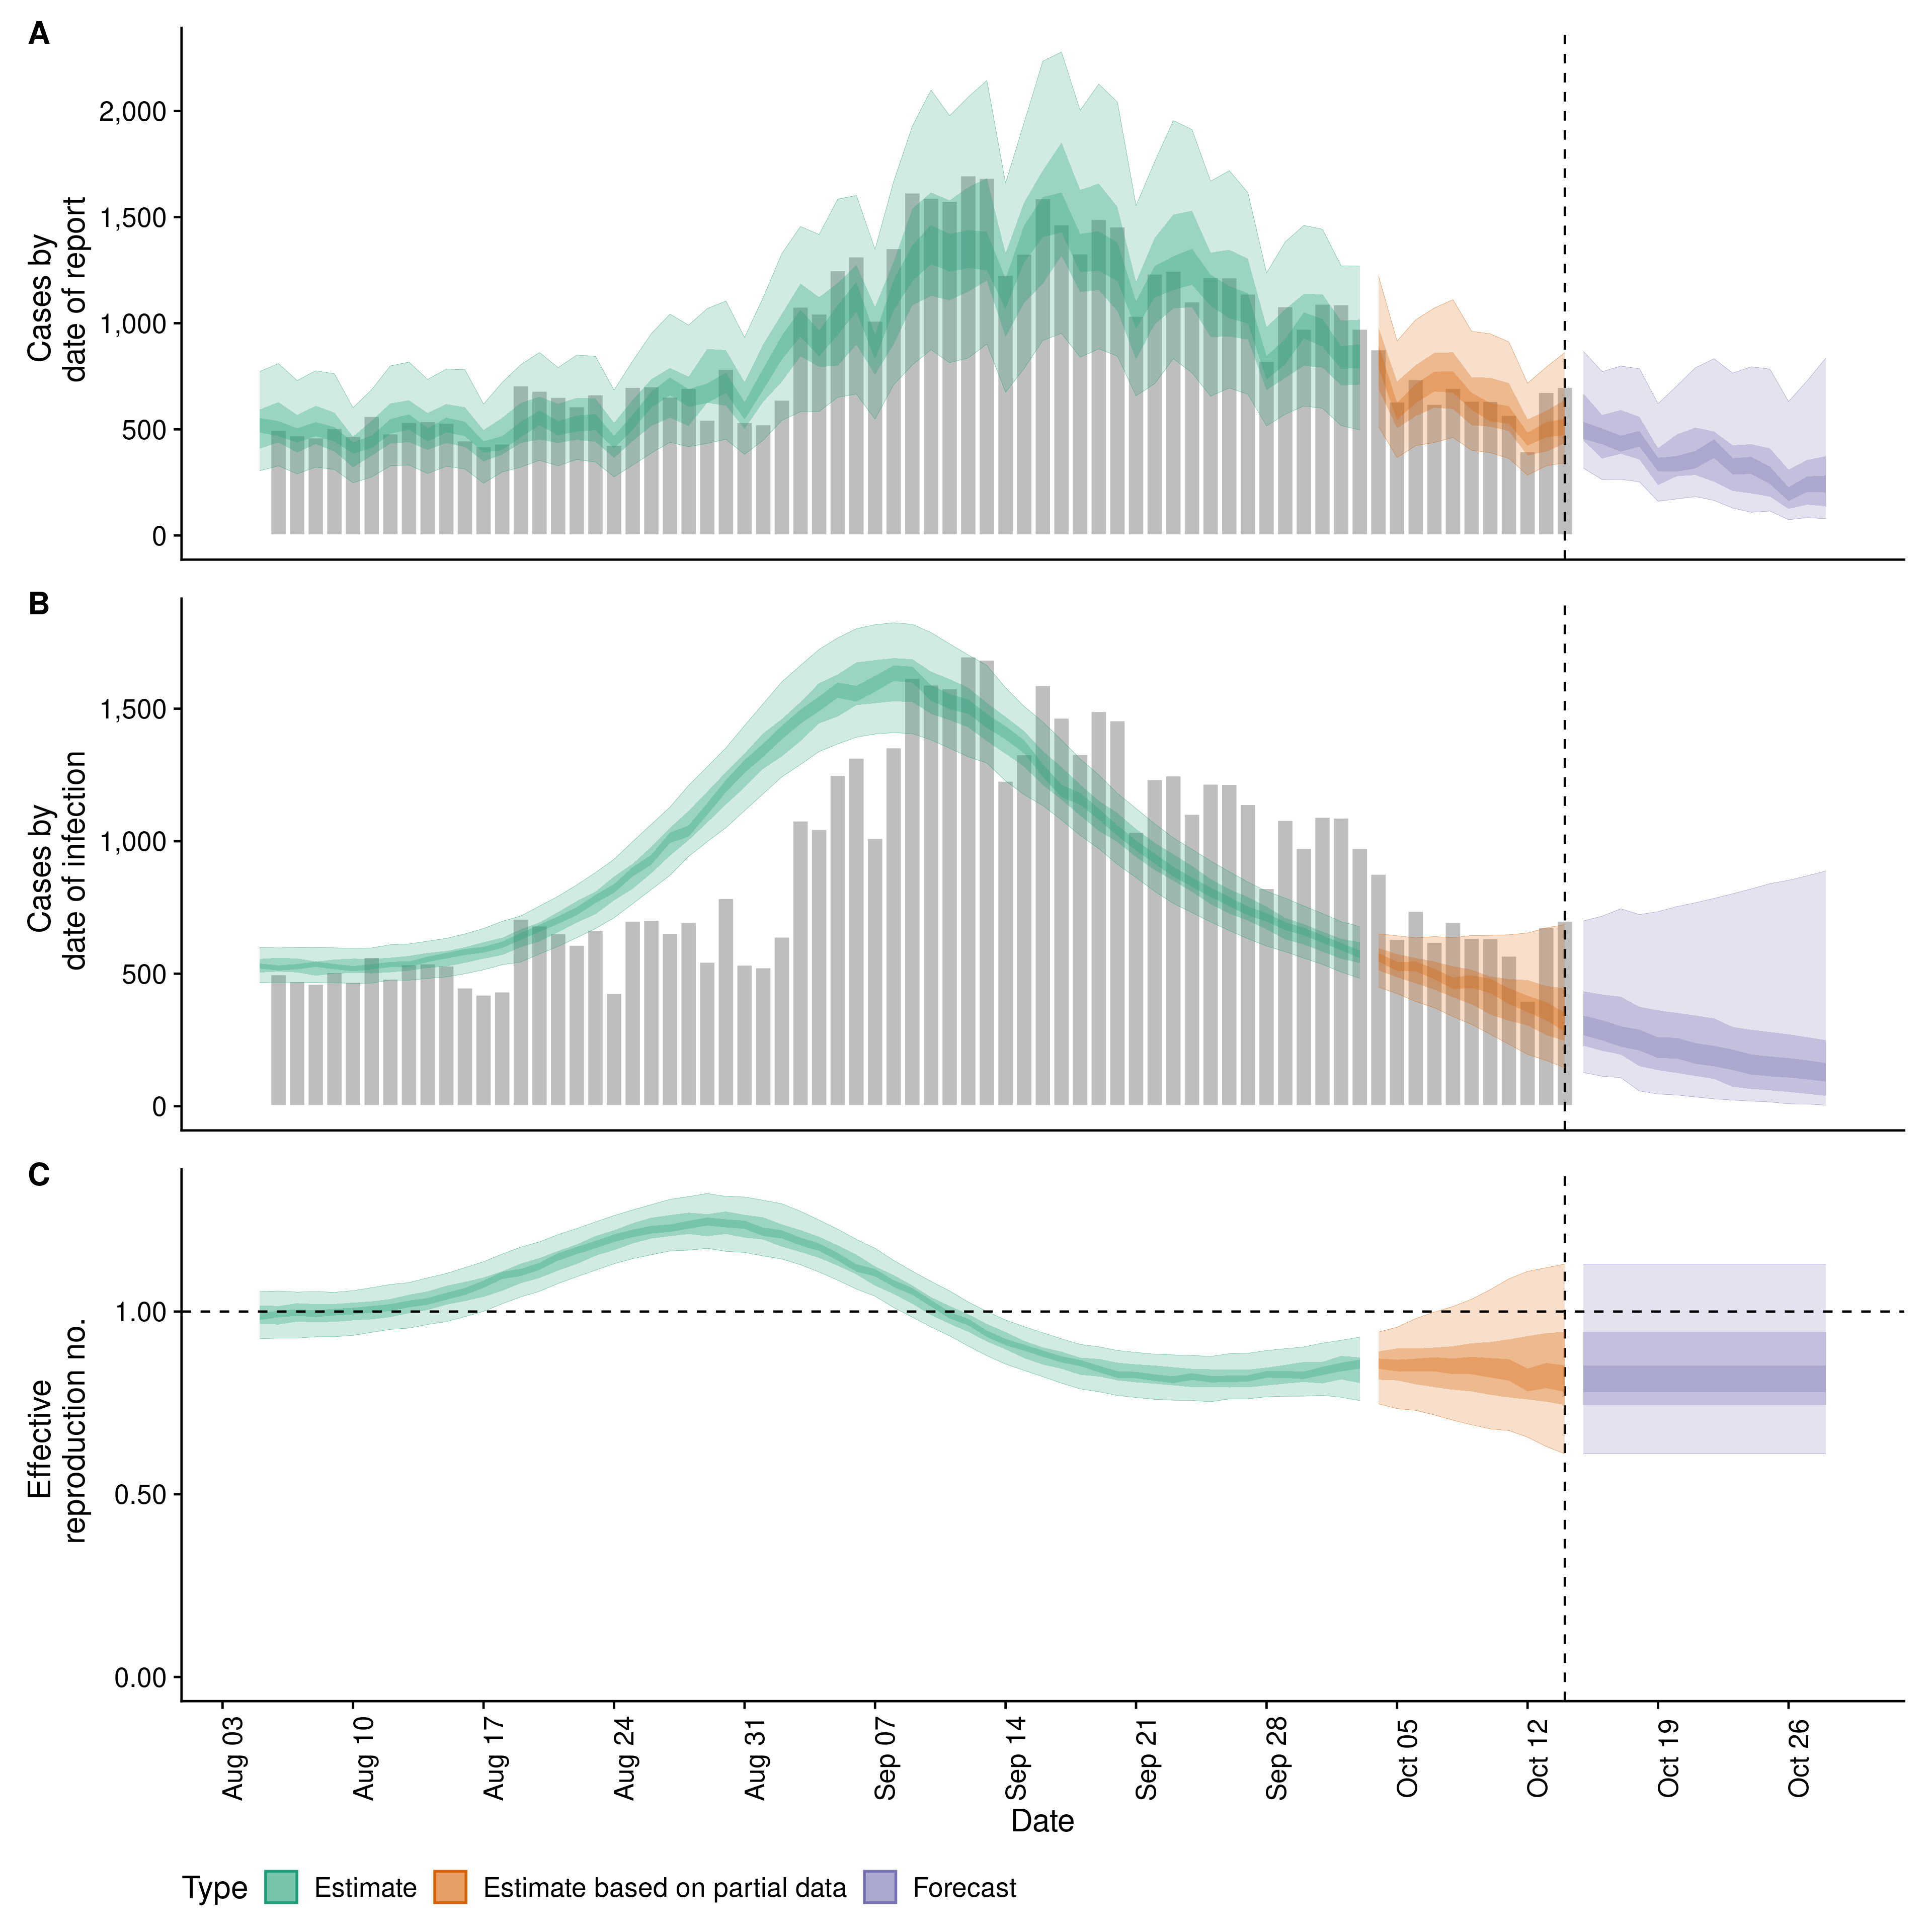 A
Cases by
date of report
2,000
1,500
1,000
500
0
B
Cases by
date of infection
1,500
1,000
500
0
C
Effective
reproduction no.
1.00
0.50
0.00
Aug 03
Aug 10
Aug 17
Aug 24
Aug 31
Sep 07
Sep 14
Sep 21
Sep 28
Oct 05
Oct 12
Oct 19
Oct 26
Date
Type Estimate Estimate based on partial data Forecast